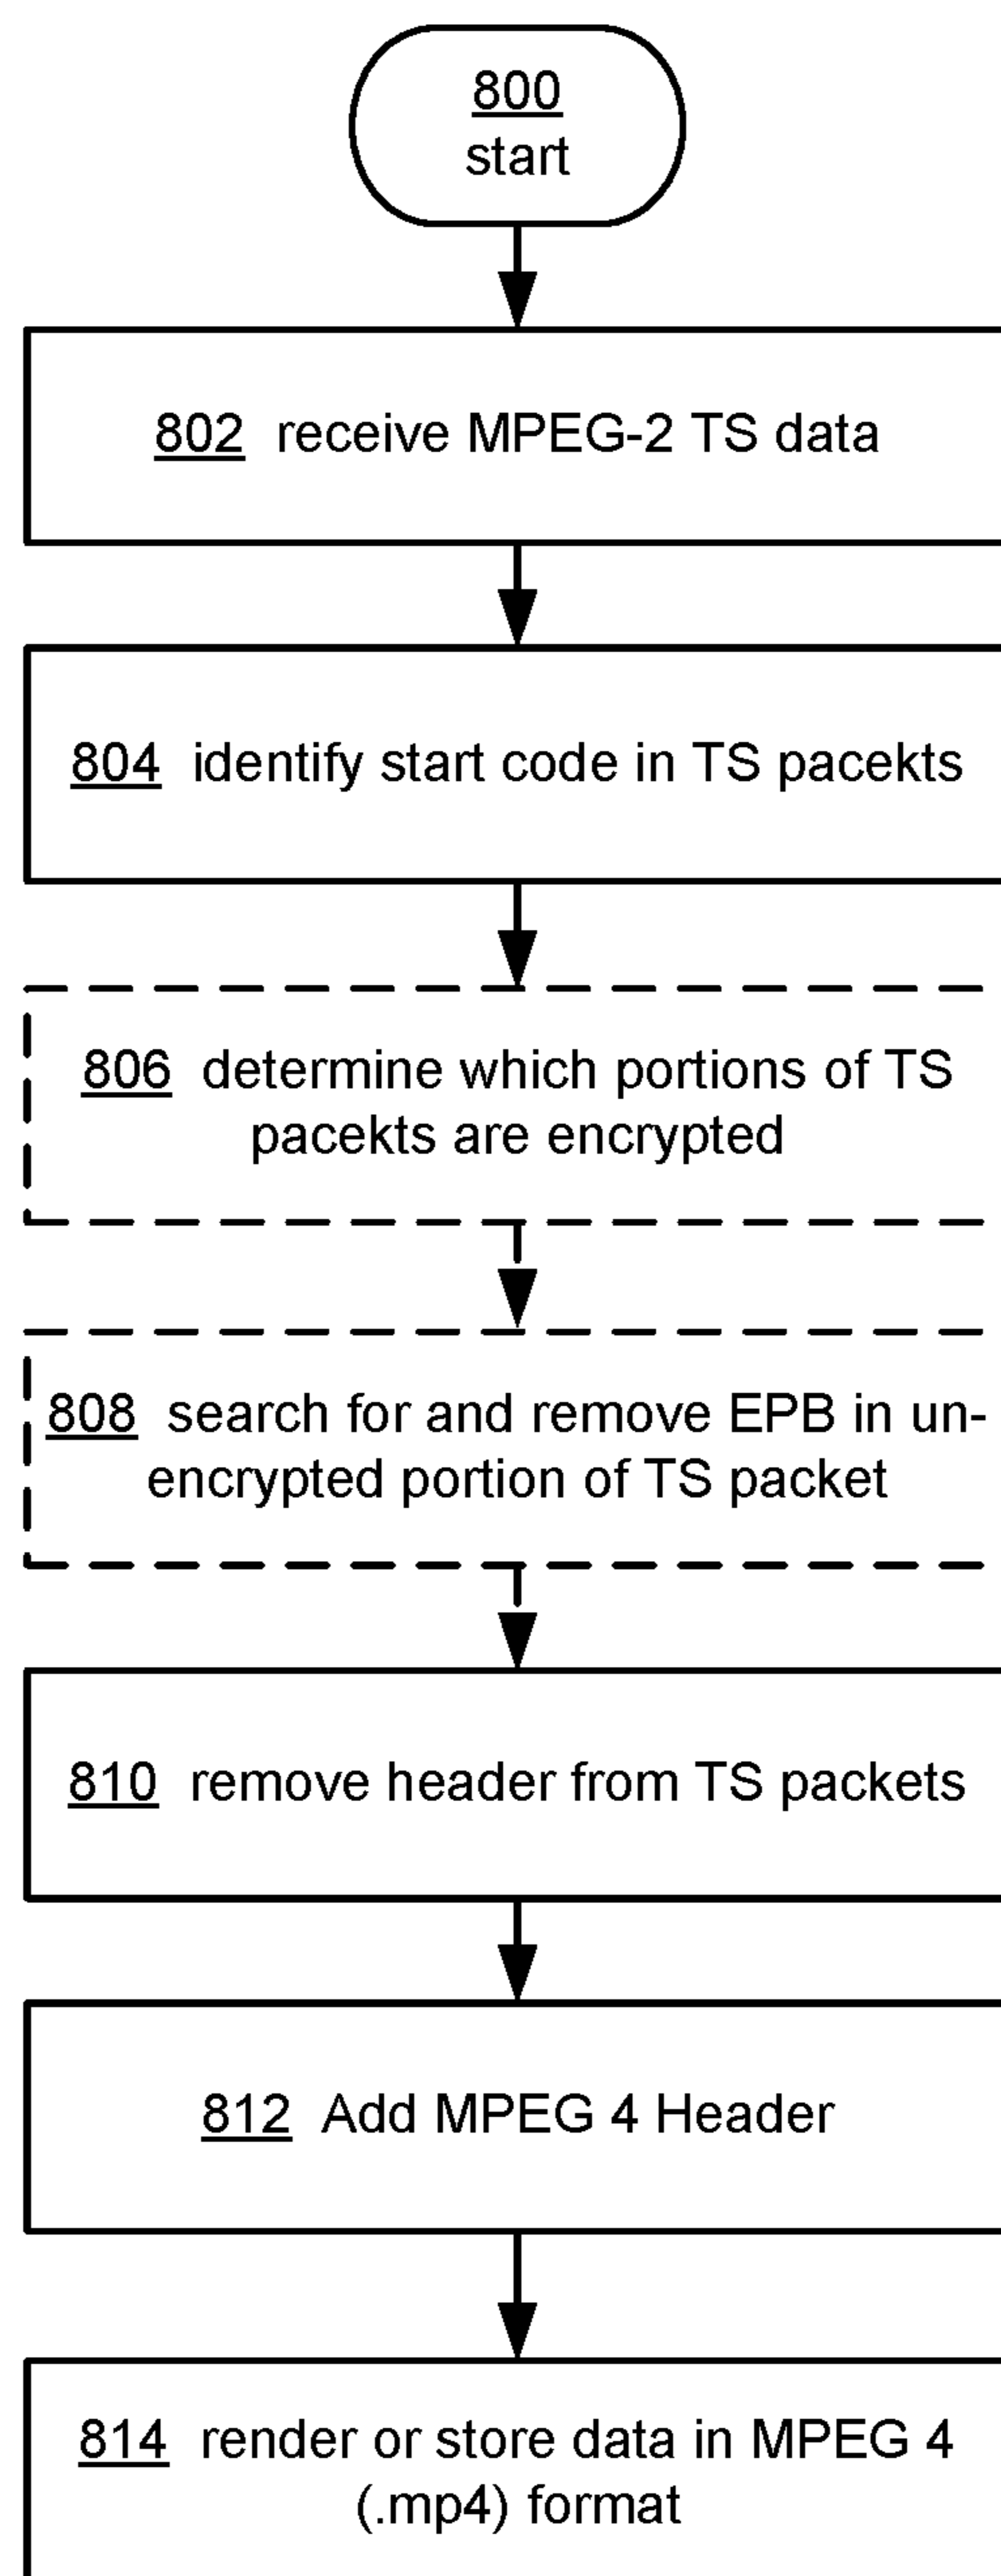 800
start
802 receive MPEG-2 TS data
804 identify start code in TS pacekts
806 determine which portions of TS
pacekts are encrypted
808 search for and remove EPB in un-
encrypted portion of TS packet
810 remove header from TS packets
812 Add MPEG 4 Header
814 render or store data in MPEG 4
(.mp4) format